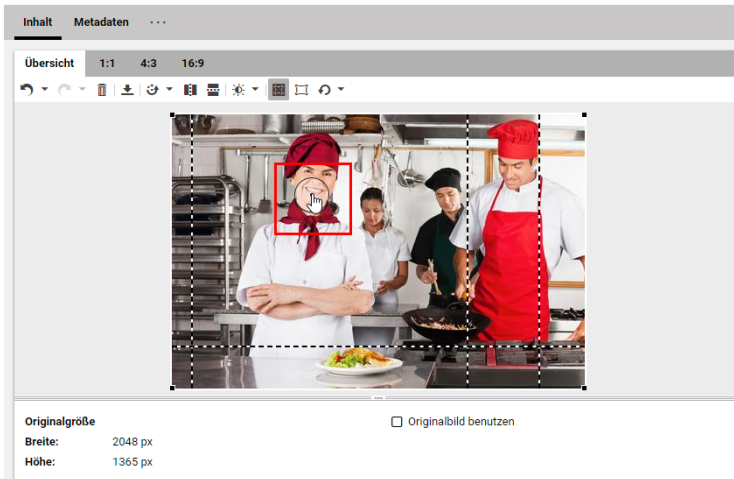 Inhalt Metadaten ...
Übersicht 1:1 4:3 16:9
Originalgröße
Originalbild benutzen
Breite: 2048 px
Höhe: 1365 px